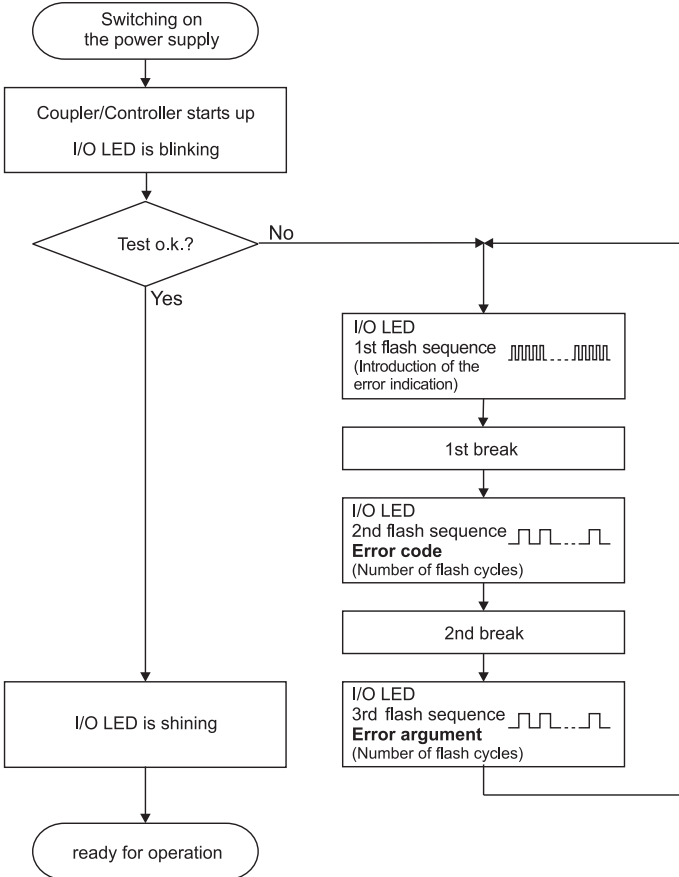 Switching on
the power supply
Coupler/Controller starts up
I/O LED is blinking
Test o.k.?
No
Yes
I/O LED
1st flash sequence
(Introduction of the
error indication)
1st break
I/O LED
2nd flash sequence
Error code
(Number of flash cycles)
2nd break
I/O LED
3rd flash sequence
Error argument
(Number of flash cycles)
I/O LED is shining
ready for operation